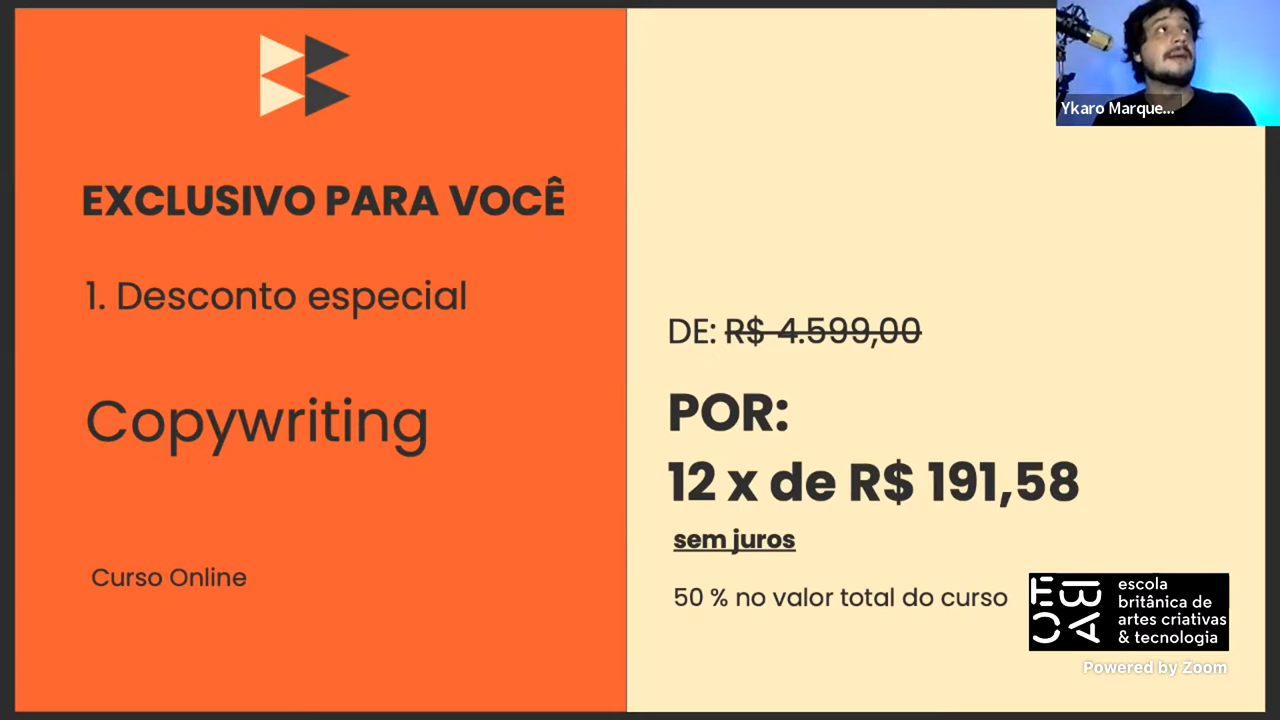 EXCLUSIVO PARA VOCÊ
1. Desconto especial
Copywriting
Curso Online
Ykaro Marque...
DE: R$ 4.599,00
POR:
12 x de R$ 191,58
sem juros
50 % no valor total do curso
EBAC
escola
britânica de
artes criativas
& tecnologia
Powered by Zoom